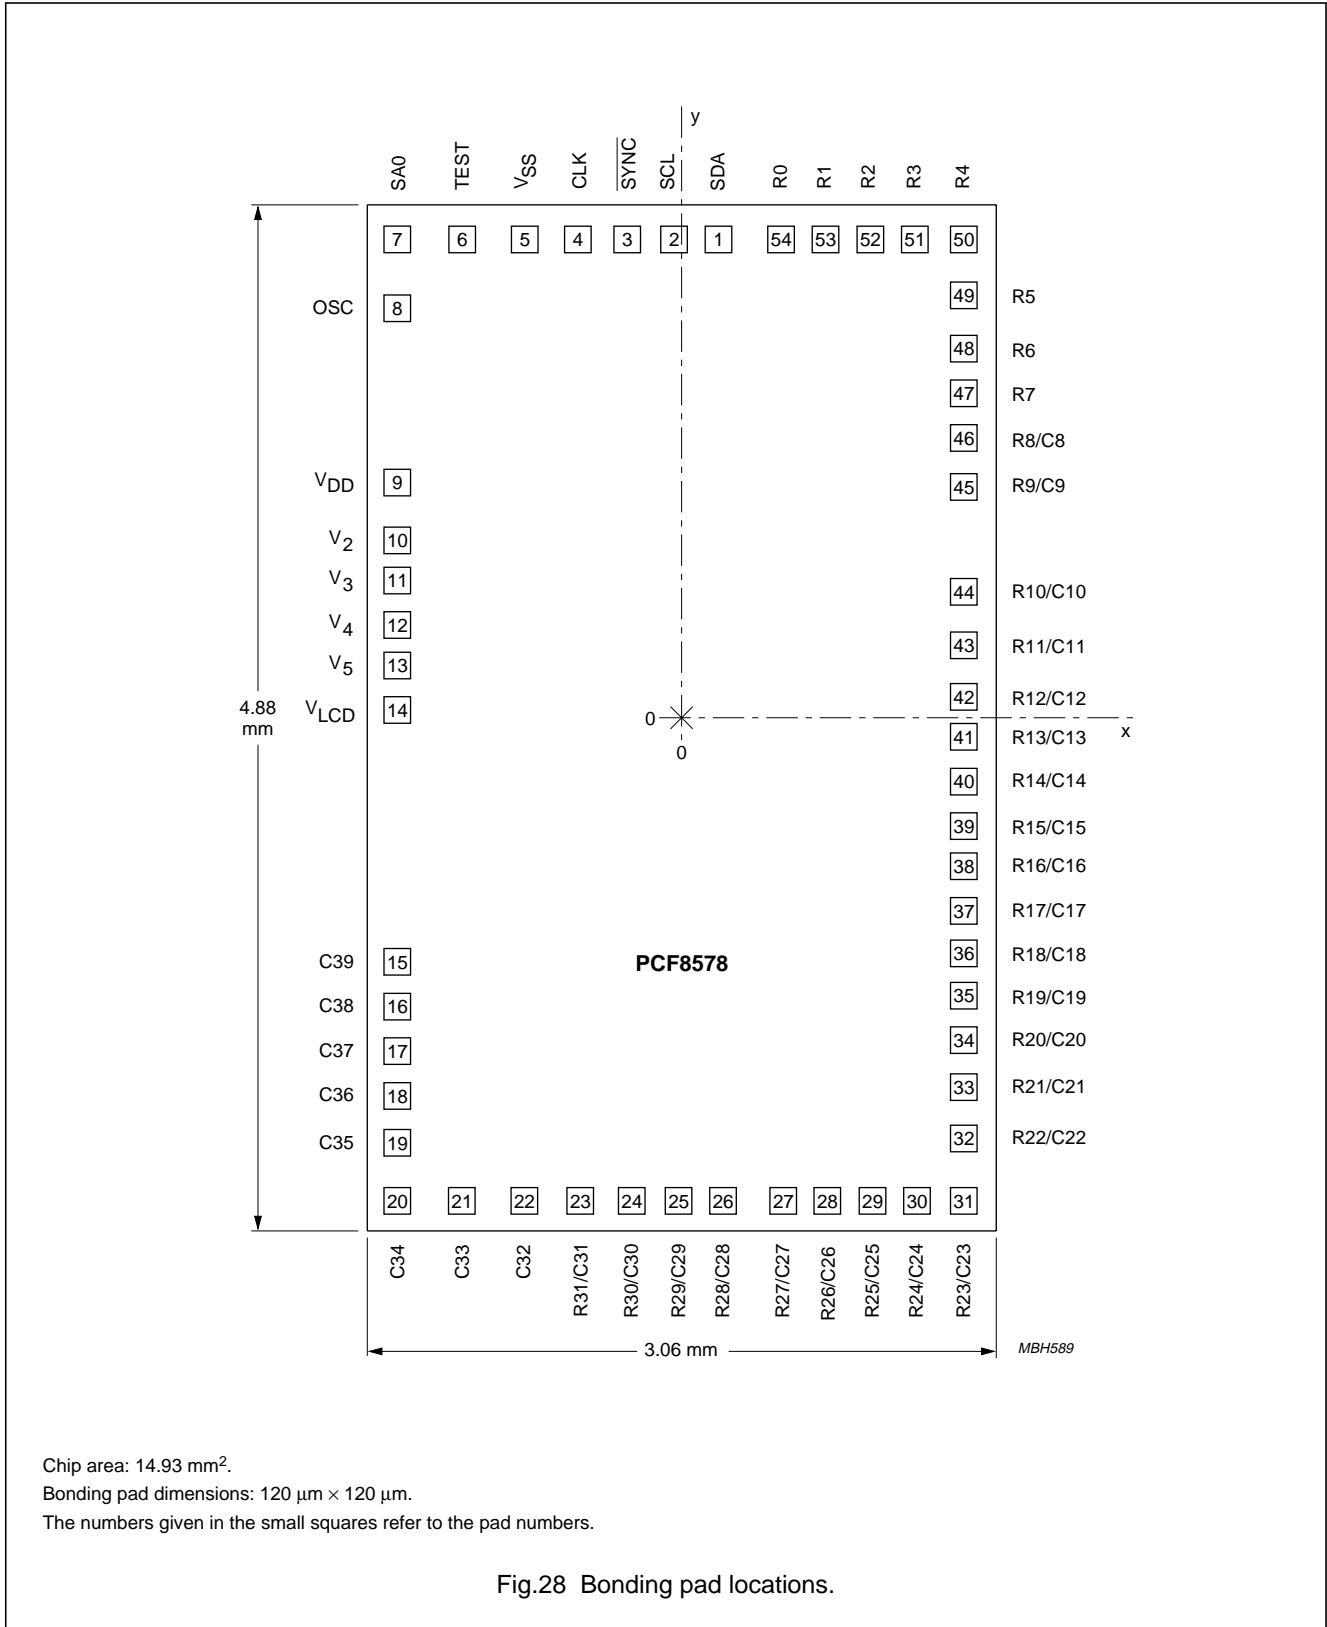 y
SA0
TEST
VSS
CLK
SYNC
SCL
SDA
R0
R1
R2
R3
R4
7 6 5 4 3 2 1 54 53 52 51 50
49 R5
OSC 8
48 R6
47 R7
46 R8/C8
VDD 9
45 R9/C9
V2 10
V3 11
44 R10/C10
V4 12
43 R11/C11
V5 13
42 R12/C12
4.88
mm
VLCD 14
0
x
41 R13/C13
0
40 R14/C14
39 R15/C15
38 R16/C16
37 R17/C17
36 R18/C18
C39 15
PCF8578
35 R19/C19
C38 16
34 R20/C20
C37 17
33 R21/C21
C36 18
32 R22/C22
C35 19
20 21 22 23 24 25 26 27 28 29 30 31
C34
C33
C32
R31/C31
R30/C30
R29/C29
R28/C28
R27/C27
R26/C26
R25/C25
R24/C24
R23/C23
3.06 mm
MBH589
Chip area: 14.93 mm2.
Bonding pad dimensions: 120 µm × 120 µm.
The numbers given in the small squares refer to the pad numbers.
Fig.28 Bonding pad locations.